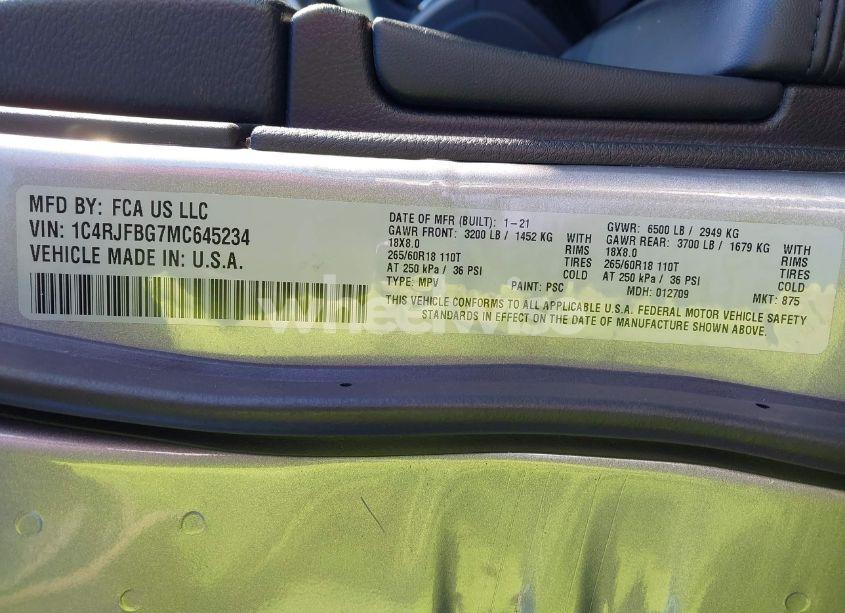 MFD BY: FCA US LLC
VIN: 1C4RJFBG7MC645234
VEHICLE MADE IN: U.S.A.
DATE OF MFR (BUILT): 1-21
GAWR FRONT: 3200 LB / 1452 KG WITH
18X8.0 RIMS
265/60R18 110T TIRES
AT 250 kPa / 36 PSI COLD
TYPE: MPV PAINT: PSC
GVWR: 6500 LB / 2949 KG
GAWR REAR: 3700 LB / 1679 KG WITH
18X8.0 RIMS
265/60R18 110T TIRES
AT 250 kPa / 36 PSI COLD
MDH: 012709 MKT: 875
THIS VEHICLE CONFORMS TO ALL APPLICABLE U.S.A. FEDERAL MOTOR VEHICLE SAFETY
STANDARDS IN EFFECT ON THE DATE OF MANUFACTURE SHOWN ABOVE.